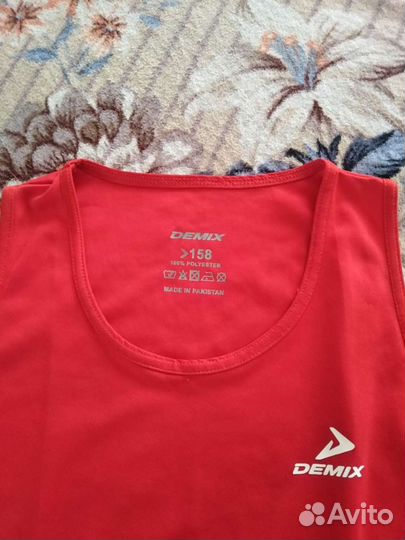 DEMIX
>158
100% POLYESTER
MADE IN PAKISTAN
DEMIX
Avito